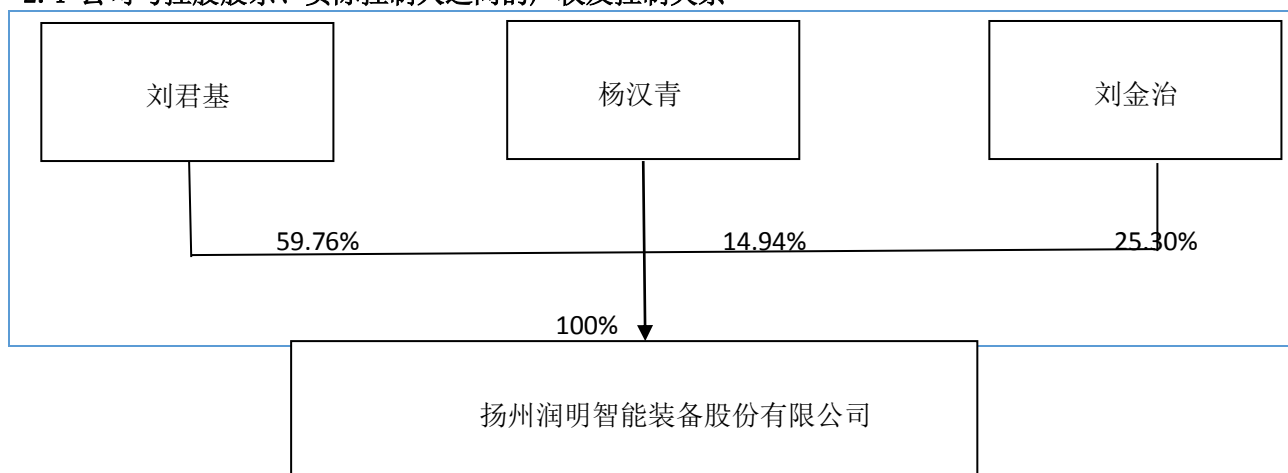 刘君基
杨汉青
刘金治
59.76%
14.94%
25.30%
100%
扬州润明智能装备股份有限公司